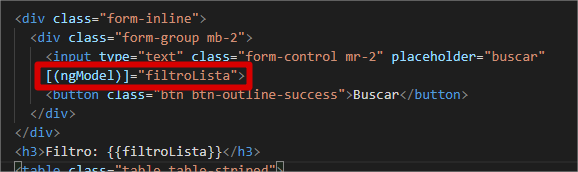 <div class="form-inline">
<div class="form-group mb-2">
<input type="text" class="form-control mr-2" placeholder="buscar"
[(ngModel)]="filtroLista">
<button class="btn btn-outline-success">Buscar</button>
</div>
</div>
<h3>Filtro: {{filtroLista}}</h3>
<table class="table table-striped">